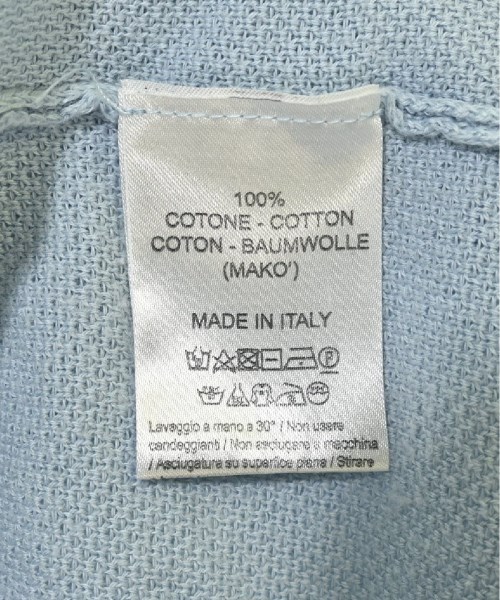 100%
COTONE - COTTON
COTON - BAUMWOLLE
(MAKO')
MADE IN ITALY
Lavaggio a mano a 30° / Non usare
candeggianti / Non asciugare a macchina
/ Asciugatura su superfice piana / Stirare